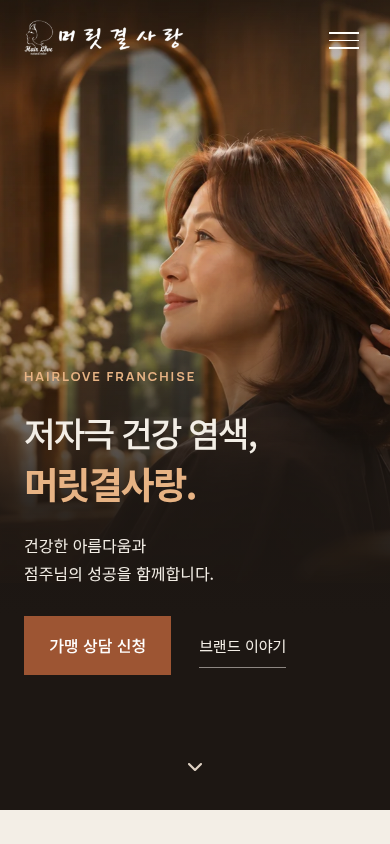 Hair Love
머릿결사랑
HAIRLOVE FRANCHISE
저자극 건강 염색,
머릿결사랑.
건강한 아름다움과
점주님의 성공을 함께합니다.
가맹 상담 신청
브랜드 이야기